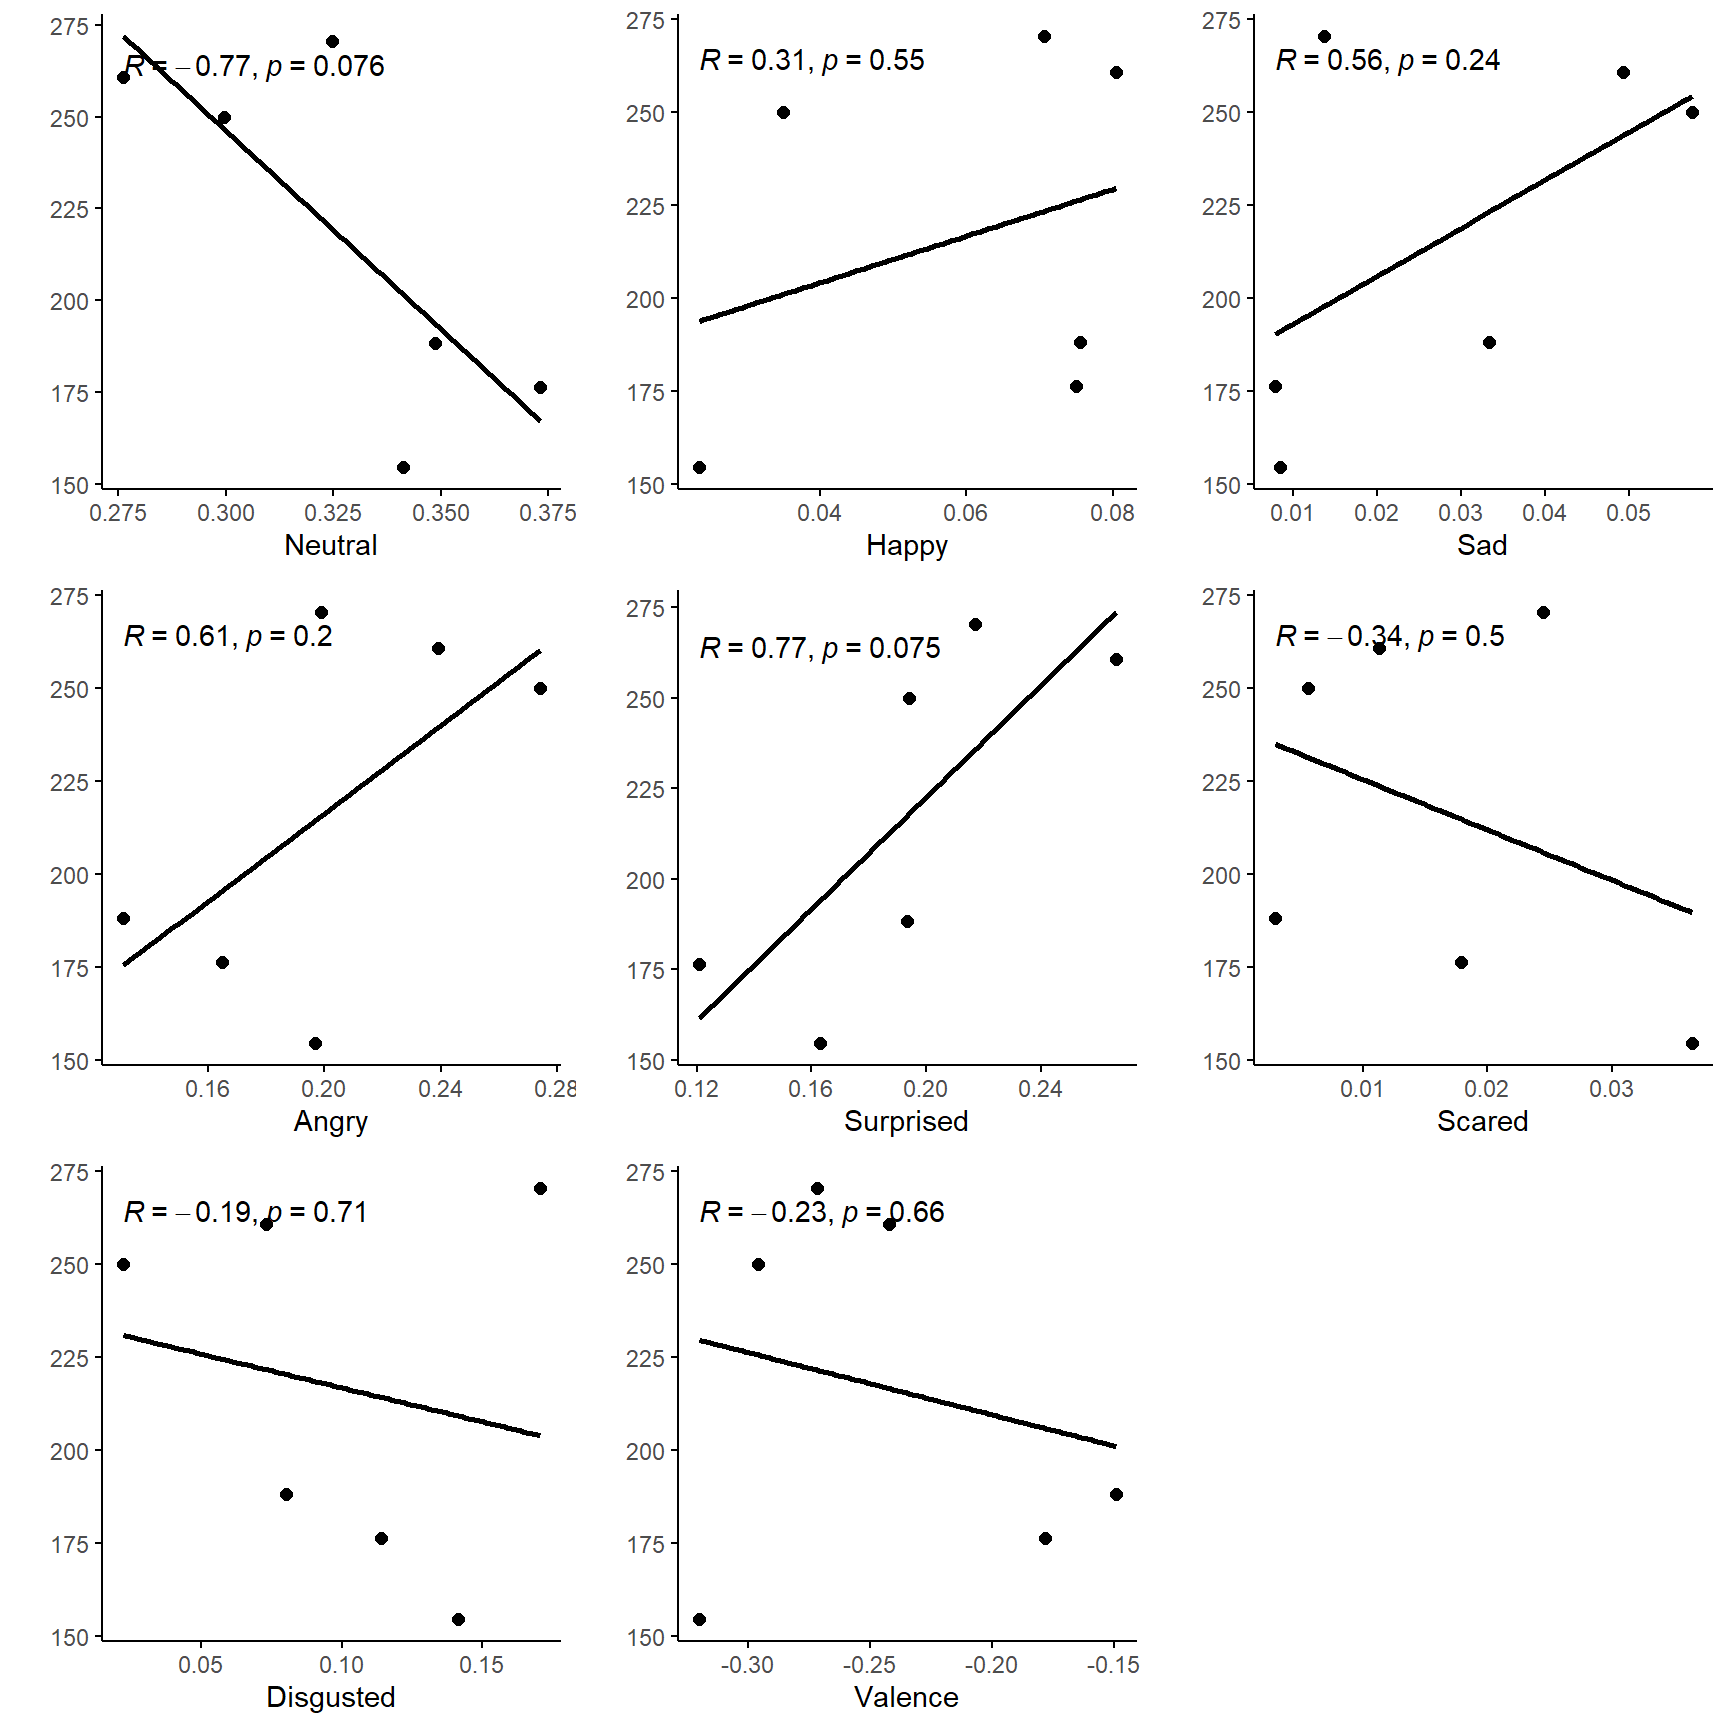 275
250
225
200
175
150
R = −0.77, p = 0.076
0.275 0.300 0.325 0.350 0.375
Neutral
275
250
225
200
175
150
R = 0.31, p = 0.55
0.04 0.06 0.08
Happy
275
250
225
200
175
150
R = 0.56, p = 0.24
0.01 0.02 0.03 0.04 0.05
Sad
275
250
225
200
175
150
R = 0.61, p = 0.2
0.16 0.20 0.24 0.28
Angry
275
250
225
200
175
150
R = 0.77, p = 0.075
0.12 0.16 0.20 0.24
Surprised
275
250
225
200
175
150
R = −0.34, p = 0.5
0.01 0.02 0.03
Scared
275
250
225
200
175
150
R = −0.19, p = 0.71
0.05 0.10 0.15
Disgusted
275
250
225
200
175
150
R = −0.23, p = 0.66
-0.30 -0.25 -0.20 -0.15
Valence